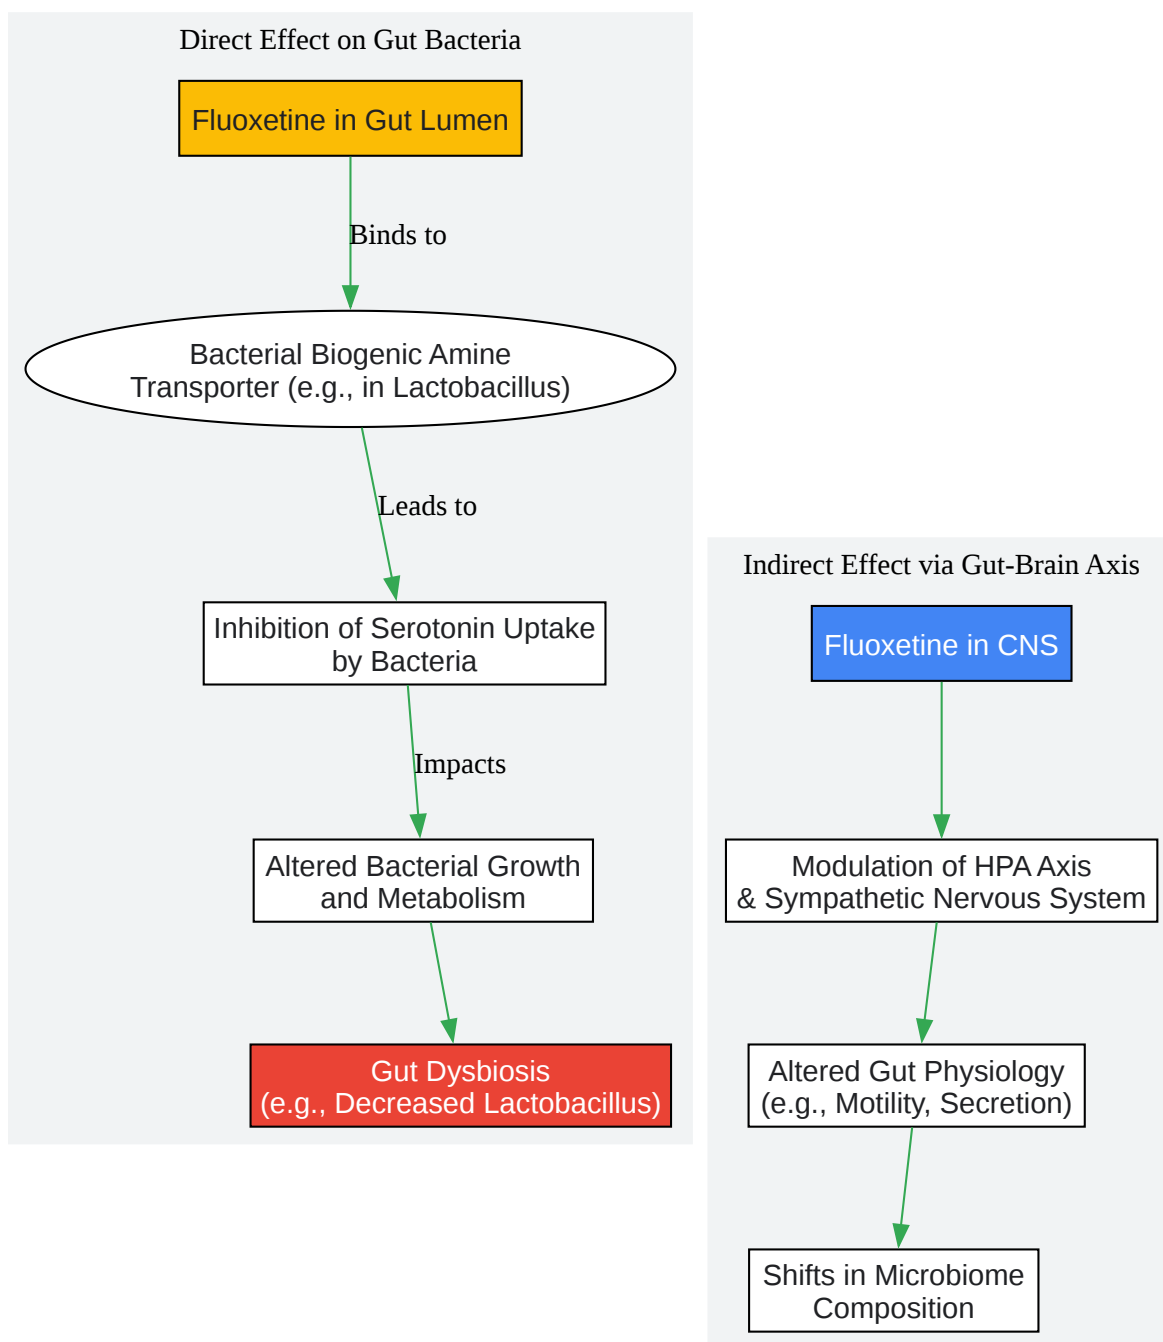 Direct Effect on Gut Bacteria
Fluoxetine in Gut Lumen
Binds to
Bacterial Biogenic Amine
Transporter (e.g., in Lactobacillus)
Leads to
Inhibition of Serotonin Uptake
by Bacteria
Impacts
Altered Bacterial Growth
and Metabolism
Gut Dysbiosis
(e.g., Decreased Lactobacillus)
Indirect Effect via Gut-Brain Axis
Fluoxetine in CNS
Modulation of HPA Axis
& Sympathetic Nervous System
Altered Gut Physiology
(e.g., Motility, Secretion)
Shifts in Microbiome
Composition